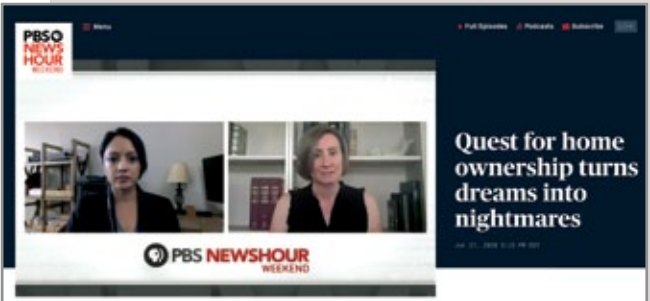 PBS
NEWS
HOUR
WEEKEND
Menu
Full Episodes
Podcasts
Subscribe
Live
PBS NEWSHOUR
WEEKEND
Quest for home
ownership turns
dreams into
nightmares